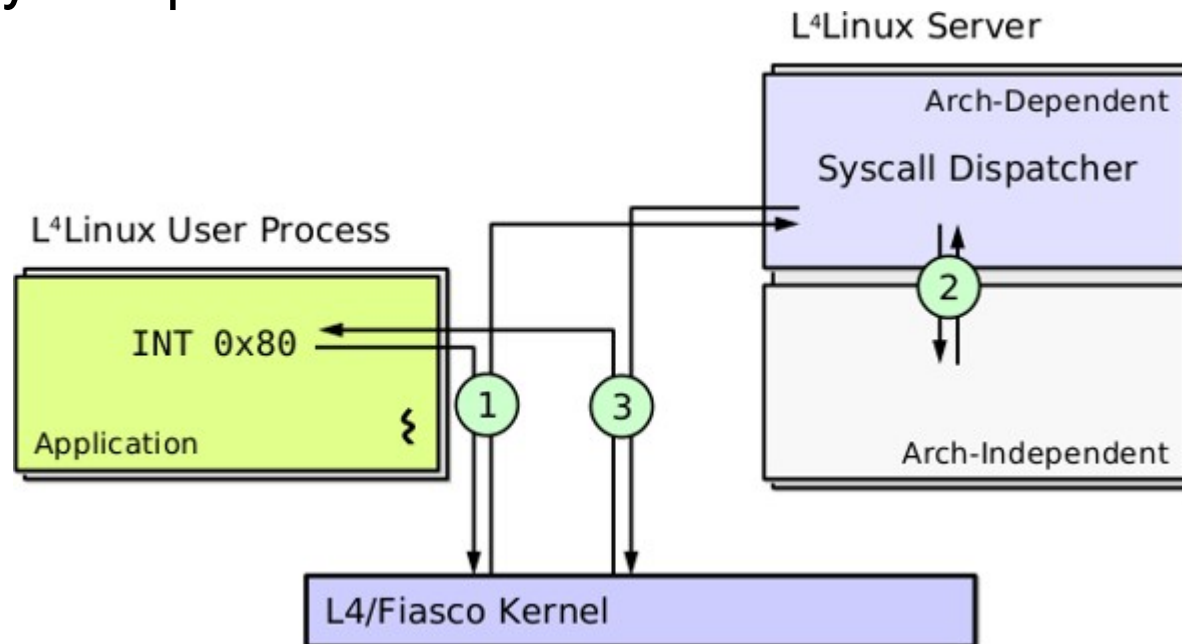 L⁴Linux Server
Arch-Dependent
Syscall Dispatcher
L⁴Linux User Process
2
INT 0x80
1
3
Application
Arch-Independent
L4/Fiasco Kernel